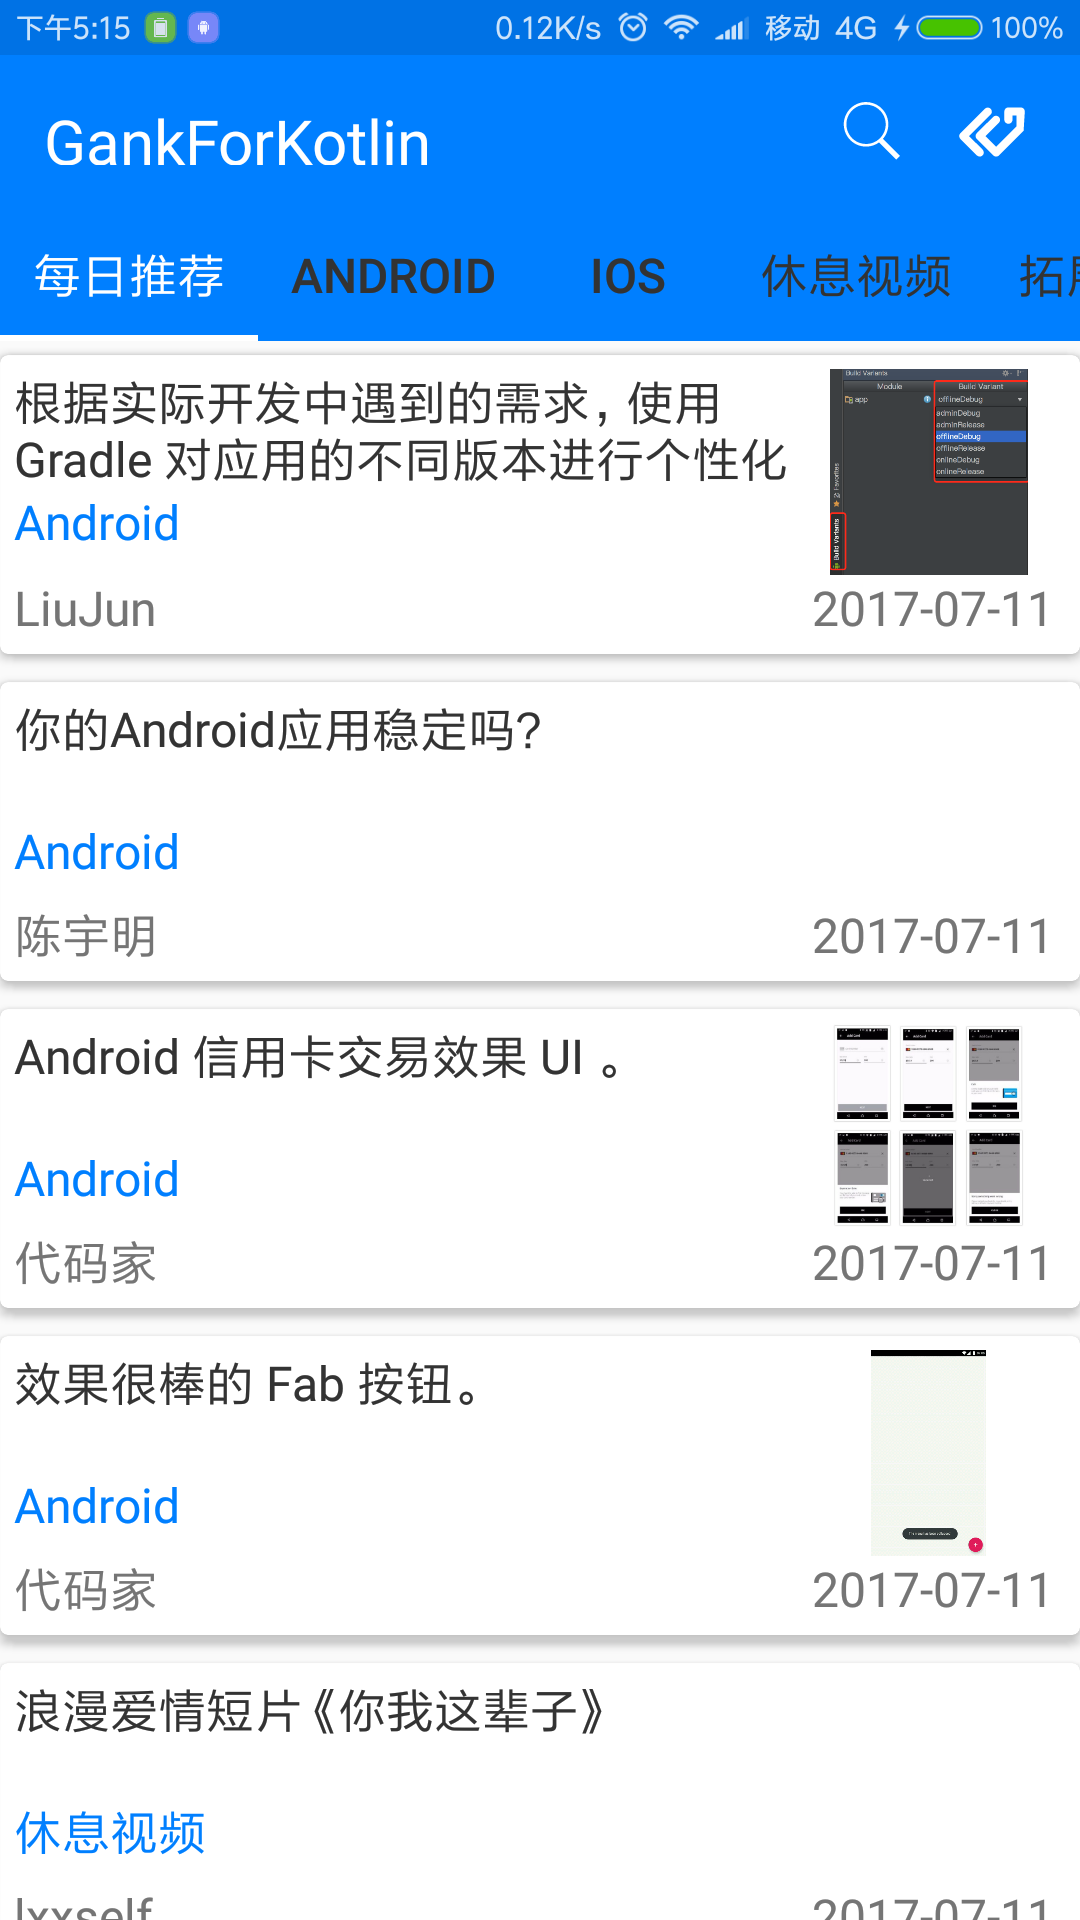 下午5:15 0.12K/s 移动 4G 100%
GankForKotlin
每日推荐 ANDROID IOS 休息视频 拓展
根据实际开发中遇到的需求，使用
Gradle 对应用的不同版本进行个性化
Android
LiuJun 2017-07-11
Build Variants
Module Build Variant
app offlineDebug
adminDebug
adminRelease
offlineDebug
offlineRelease
onlineDebug
onlineRelease
Favorites
Build Variants
你的Android应用稳定吗？
Android
陈宇明 2017-07-11
Android 信用卡交易效果 UI 。
Android
代码家 2017-07-11
效果很棒的 Fab 按钮。
Android
代码家 2017-07-11
浪漫爱情短片《你我这辈子》
休息视频
lxxself 2017-07-11